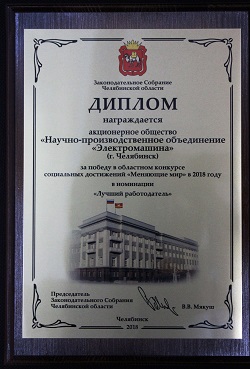 Законодательное Собрание
Челябинской области
ДИПЛОМ
награждается
акционерное общество
«Научно-производственное объединение
«Электромашина»
(г. Челябинск)
за победу в областном конкурсе
социальных достижений «Меняющие мир» в 2018 году
в номинации
«Лучший работодатель»
Председатель
Законодательного Собрания
Челябинской области
В.В. Мякуш
Челябинск
2018